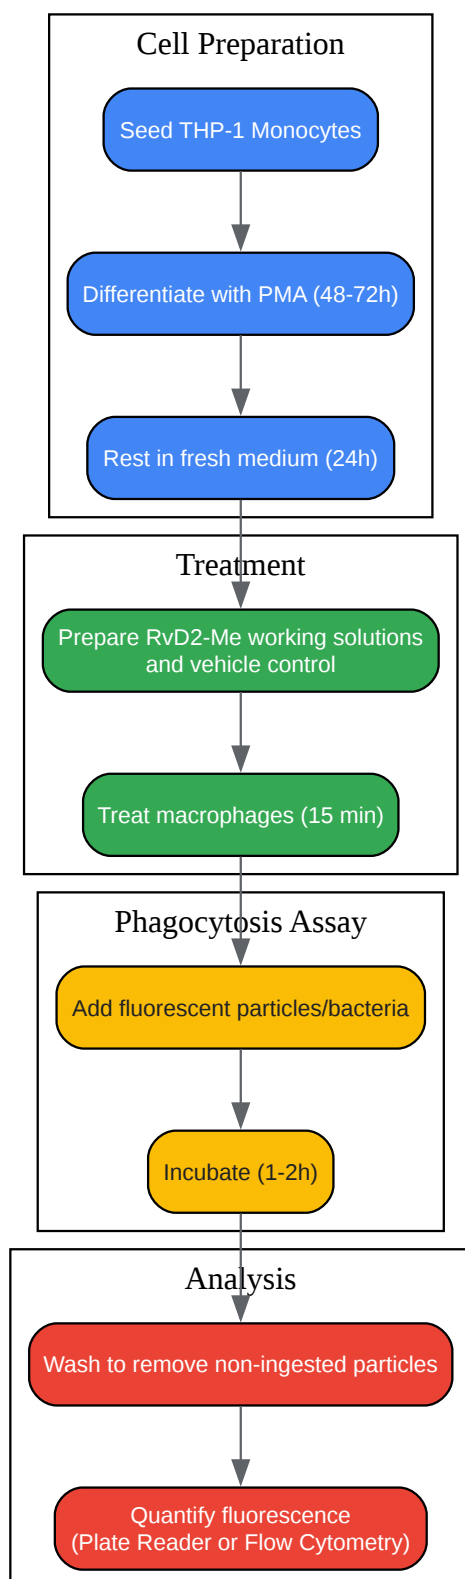 Cell Preparation
Seed THP-1 Monocytes
Differentiate with PMA (48-72h)
Rest in fresh medium (24h)
Treatment
Prepare RvD2-Me working solutions
and vehicle control
Treat macrophages (15 min)
Phagocytosis Assay
Add fluorescent particles/bacteria
Incubate (1-2h)
Analysis
Wash to remove non-ingested particles
Quantify fluorescence
(Plate Reader or Flow Cytometry)